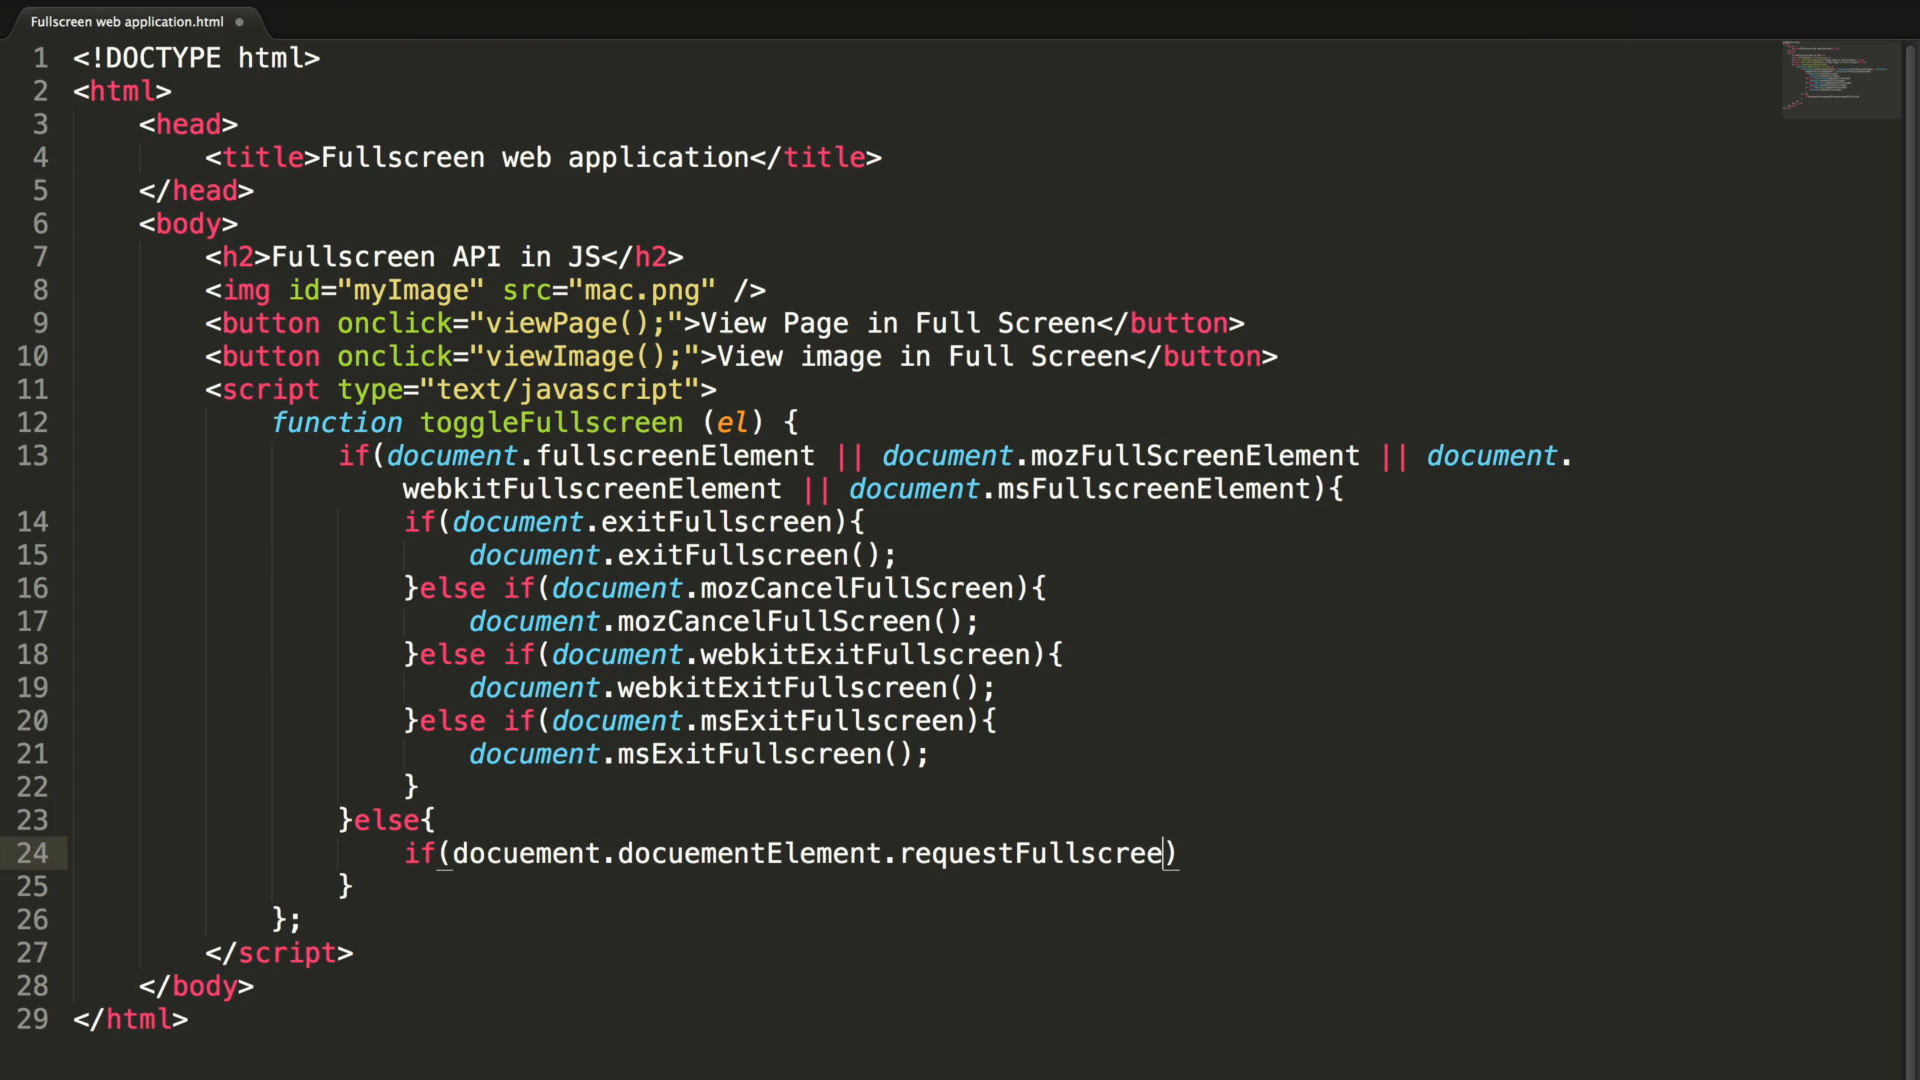 Fullscreen web application.html
1 <!DOCTYPE html>
2 <html>
3 <head>
4 <title>Fullscreen web application</title>
5 </head>
6 <body>
7 <h2>Fullscreen API in JS</h2>
8 <img id="myImage" src="mac.png" />
9 <button onclick="viewPage();">View Page in Full Screen</button>
10 <button onclick="viewImage();">View image in Full Screen</button>
11 <script type="text/javascript">
12 function toggleFullscreen (el) {
13 if(document.fullscreenElement || document.mozFullScreenElement || document.
webkitFullscreenElement || document.msFullscreenElement){
14 if(document.exitFullscreen){
15 document.exitFullscreen();
16 }else if(document.mozCancelFullScreen){
17 document.mozCancelFullScreen();
18 }else if(document.webkitExitFullscreen){
19 document.webkitExitFullscreen();
20 }else if(document.msExitFullscreen){
21 document.msExitFullscreen();
22 }
23 }else{
24 if(docuement.docuementElement.requestFullscree)
25 }
26 };
27 </script>
28 </body>
29 </html>